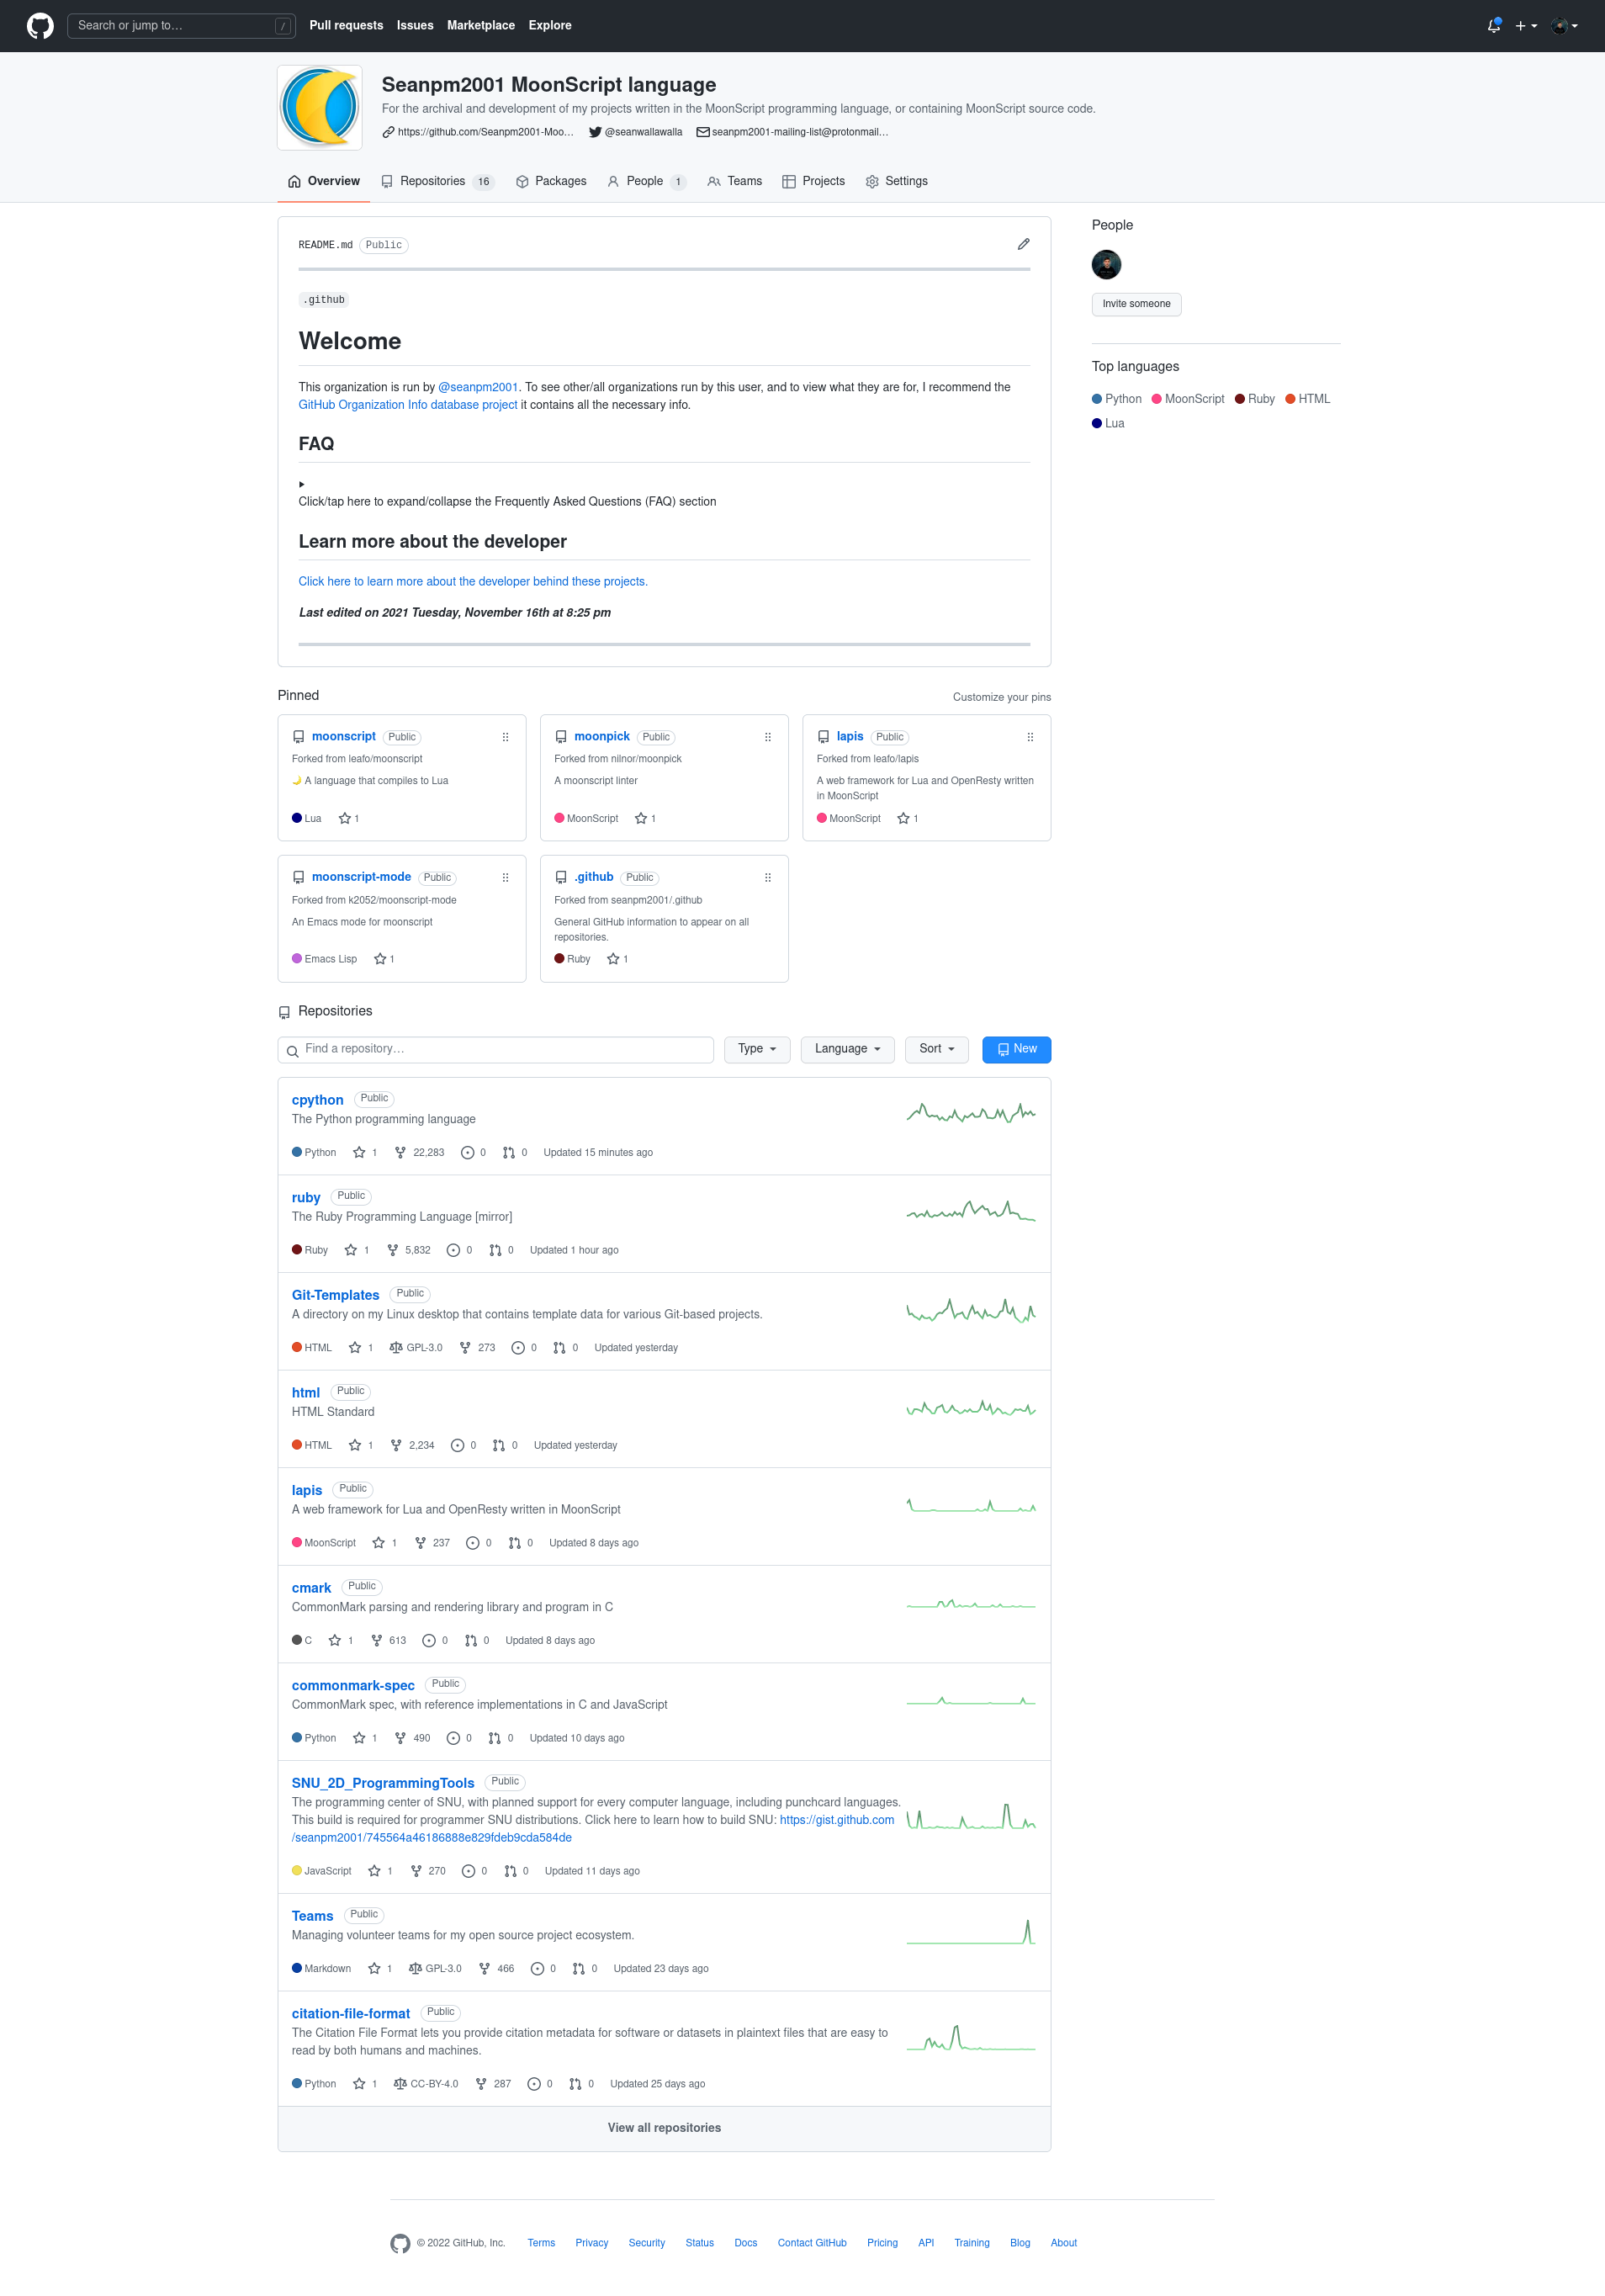 Search or jump to…
/
Pull requests
Issues
Marketplace
Explore
Seanpm2001 MoonScript language
For the archival and development of my projects written in the MoonScript programming language, or containing MoonScript source code.
https://github.com/Seanpm2001-Moo…
@seanwallawalla
seanpm2001-mailing-list@protonmail…
Overview
Repositories 16
Packages
People 1
Teams
Projects
Settings
README.md Public
.github
Welcome
This organization is run by @seanpm2001. To see other/all organizations run by this user, and to view what they are for, I recommend the
GitHub Organization Info database project it contains all the necessary info.
FAQ
Click/tap here to expand/collapse the Frequently Asked Questions (FAQ) section
Learn more about the developer
Click here to learn more about the developer behind these projects.
Last edited on 2021 Tuesday, November 16th at 8:25 pm
People
Invite someone
Top languages
Python MoonScript Ruby HTML
Lua
Pinned
Customize your pins
moonscript Public
Forked from leafo/moonscript
🌙 A language that compiles to Lua
Lua 1
moonpick Public
Forked from nilnor/moonpick
A moonscript linter
MoonScript 1
lapis Public
Forked from leafo/lapis
A web framework for Lua and OpenResty written
in MoonScript
MoonScript 1
moonscript-mode Public
Forked from k2052/moonscript-mode
An Emacs mode for moonscript
Emacs Lisp 1
.github Public
Forked from seanpm2001/.github
General GitHub information to appear on all
repositories.
Ruby 1
Repositories
Find a repository…
Type
Language
Sort
New
cpython Public
The Python programming language
Python 1 22,283 0 0 Updated 15 minutes ago
ruby Public
The Ruby Programming Language [mirror]
Ruby 1 5,832 0 0 Updated 1 hour ago
Git-Templates Public
A directory on my Linux desktop that contains template data for various Git-based projects.
HTML 1 GPL-3.0 273 0 0 Updated yesterday
html Public
HTML Standard
HTML 1 2,234 0 0 Updated yesterday
lapis Public
A web framework for Lua and OpenResty written in MoonScript
MoonScript 1 237 0 0 Updated 8 days ago
cmark Public
CommonMark parsing and rendering library and program in C
C 1 613 0 0 Updated 8 days ago
commonmark-spec Public
CommonMark spec, with reference implementations in C and JavaScript
Python 1 490 0 0 Updated 10 days ago
SNU_2D_ProgrammingTools Public
The programming center of SNU, with planned support for every computer language, including punchcard languages.
This build is required for programmer SNU distributions. Click here to learn how to build SNU: https://gist.github.com
/seanpm2001/745564a46186888e829fdeb9cda584de
JavaScript 1 270 0 0 Updated 11 days ago
Teams Public
Managing volunteer teams for my open source project ecosystem.
Markdown 1 GPL-3.0 466 0 0 Updated 23 days ago
citation-file-format Public
The Citation File Format lets you provide citation metadata for software or datasets in plaintext files that are easy to
read by both humans and machines.
Python 1 CC-BY-4.0 287 0 0 Updated 25 days ago
View all repositories
© 2022 GitHub, Inc.
Terms
Privacy
Security
Status
Docs
Contact GitHub
Pricing
API
Training
Blog
About